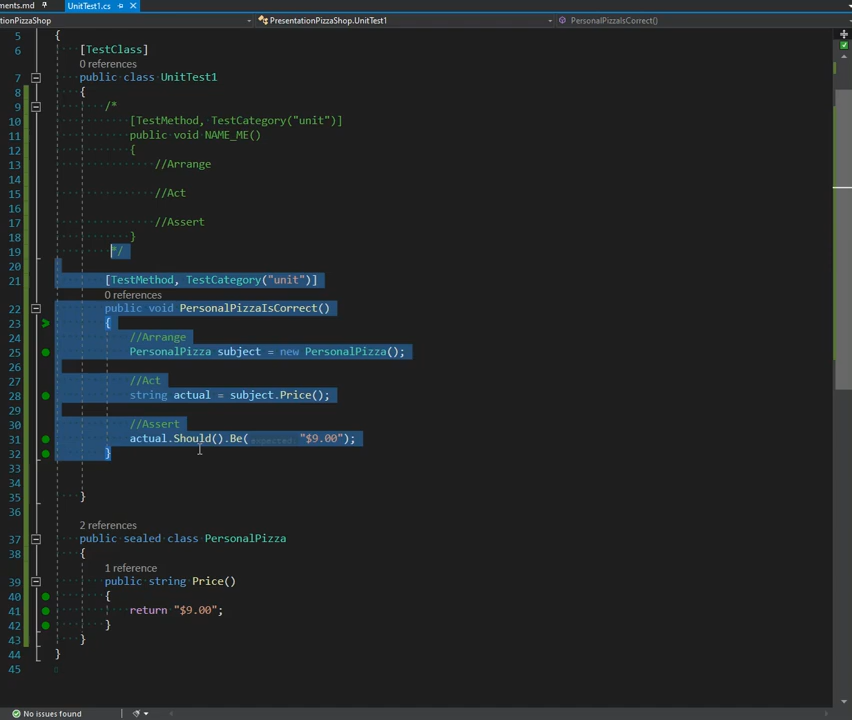 ments.md UnitTest1.cs
tionPizzaShop PresentationPizzaShop.UnitTest1 PersonalPizzaIsCorrect()
5 {
6 [TestClass]
0 references
7 public class UnitTest1
8 {
9 /*
10 [TestMethod, TestCategory("unit")]
11 public void NAME_ME()
12 {
13 //Arrange
14
15 //Act
16
17 //Assert
18 }
19 */
20
21 [TestMethod, TestCategory("unit")]
0 references
22 public void PersonalPizzaIsCorrect()
23 {
24 //Arrange
25 PersonalPizza subject = new PersonalPizza();
26
27 //Act
28 string actual = subject.Price();
29
30 //Assert
31 actual.Should().Be( expected: "$9.00");
32 }
33
34
35 }
36
2 references
37 public sealed class PersonalPizza
38 {
1 reference
39 public string Price()
40 {
41 return "$9.00";
42 }
43 }
44 }
45
No issues found